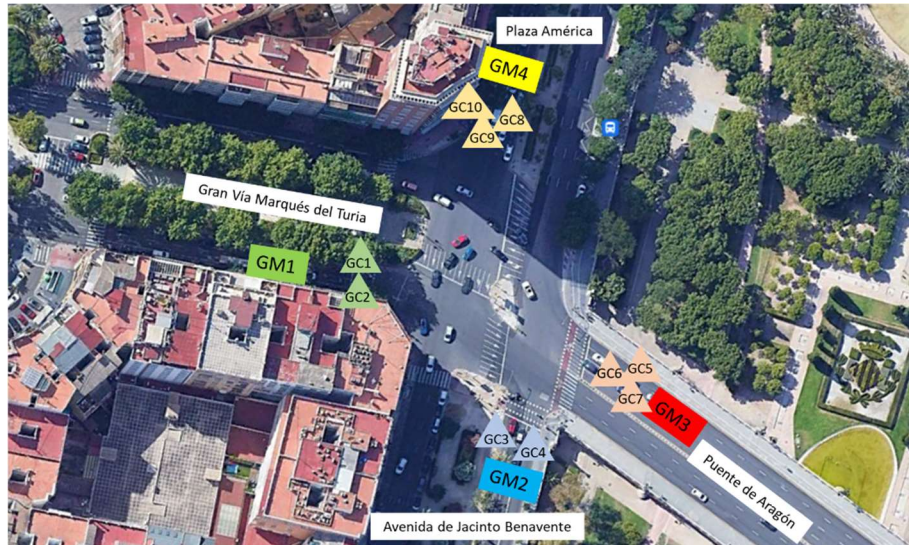 Plaza América
GM4
GC10
GC8
GC9
Gran Vía Marqués del Turia
GM1
GC1
GC2
GC6
GC5
GC7
GM3
GC3
GC4
GM2
Puente de Aragón
Avenida de Jacinto Benavente